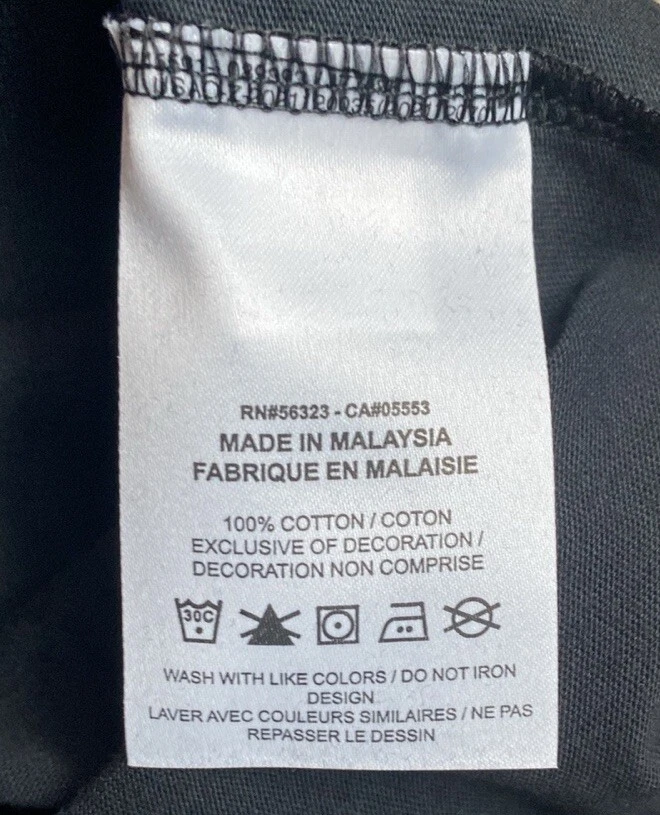 RN#56323 - CA#05553
MADE IN MALAYSIA
FABRIQUE EN MALAISIE
100% COTTON / COTON
EXCLUSIVE OF DECORATION /
DECORATION NON COMPRISE
30C
WASH WITH LIKE COLORS / DO NOT IRON
DESIGN
LAVER AVEC COULEURS SIMILAIRES / NE PAS
REPASSER LE DESSIN